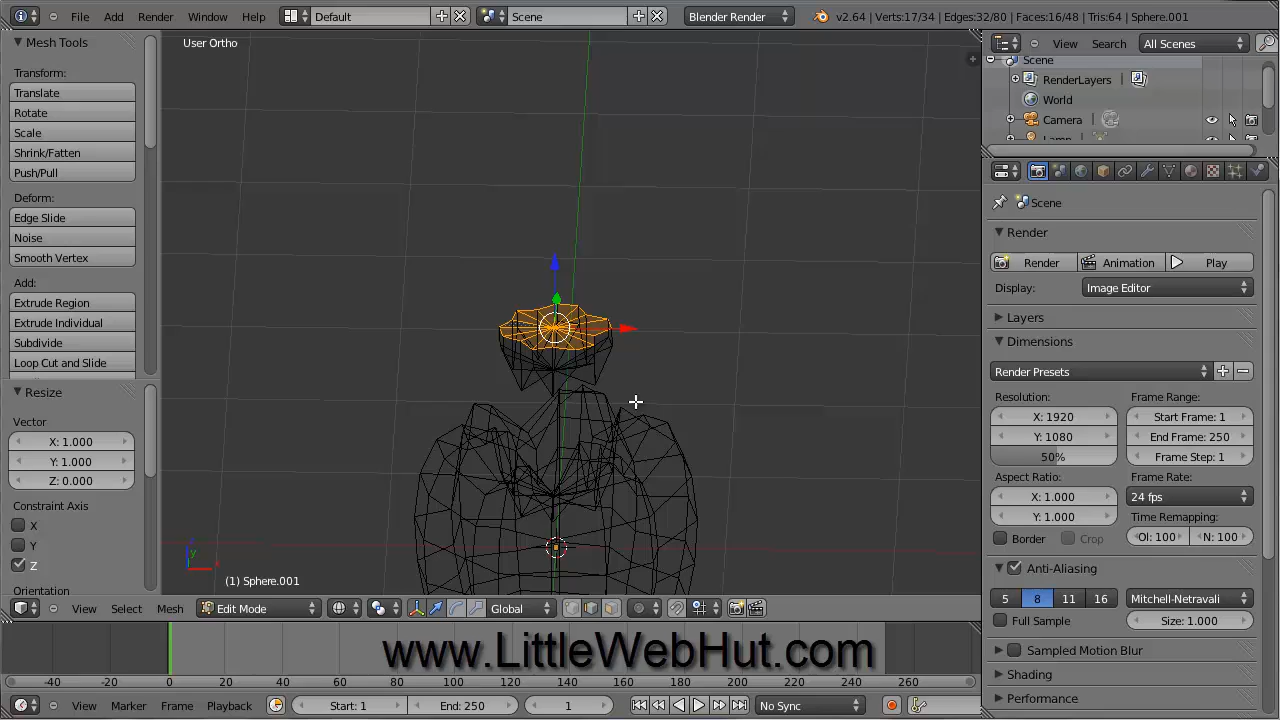 File Add Render Window Help Default Scene Blender Render v2.64 | Verts:17/34 | Edges:32/80 | Faces:16/48 | Tris:64 | Sphere.001
Mesh Tools
User Ortho
View Search All Scenes
Scene
RenderLayers
World
Camera
Lamp
Transform:
Translate
Rotate
Scale
Shrink/Fatten
Push/Pull
Deform:
Edge Slide
Noise
Smooth Vertex
Add:
Extrude Region
Extrude Individual
Subdivide
Loop Cut and Slide
Resize
Vector
X: 1.000
Y: 1.000
Z: 0.000
Constraint Axis
X
Y
Z
Orientation
y
(1) Sphere.001
View Select Mesh Edit Mode Global
Scene
Render
Render Animation Play
Display: Image Editor
Layers
Dimensions
Render Presets
Resolution: Frame Range:
X: 1920 Start Frame: 1
Y: 1080 End Frame: 250
50% Frame Step: 1
Aspect Ratio: Frame Rate:
X: 1.000 24 fps
Y: 1.000 Time Remapping:
Border Crop Ol: 100 N: 100
Anti-Aliasing
5 8 11 16 Mitchell-Netravali
Full Sample Size: 1.000
Sampled Motion Blur
Shading
Performance
www.LittleWebHut.com
-40 -20 0 20 40 60 80 100 120 140 160 180 200 220 240 260
View Marker Frame Playback Start: 1 End: 250 1 No Sync